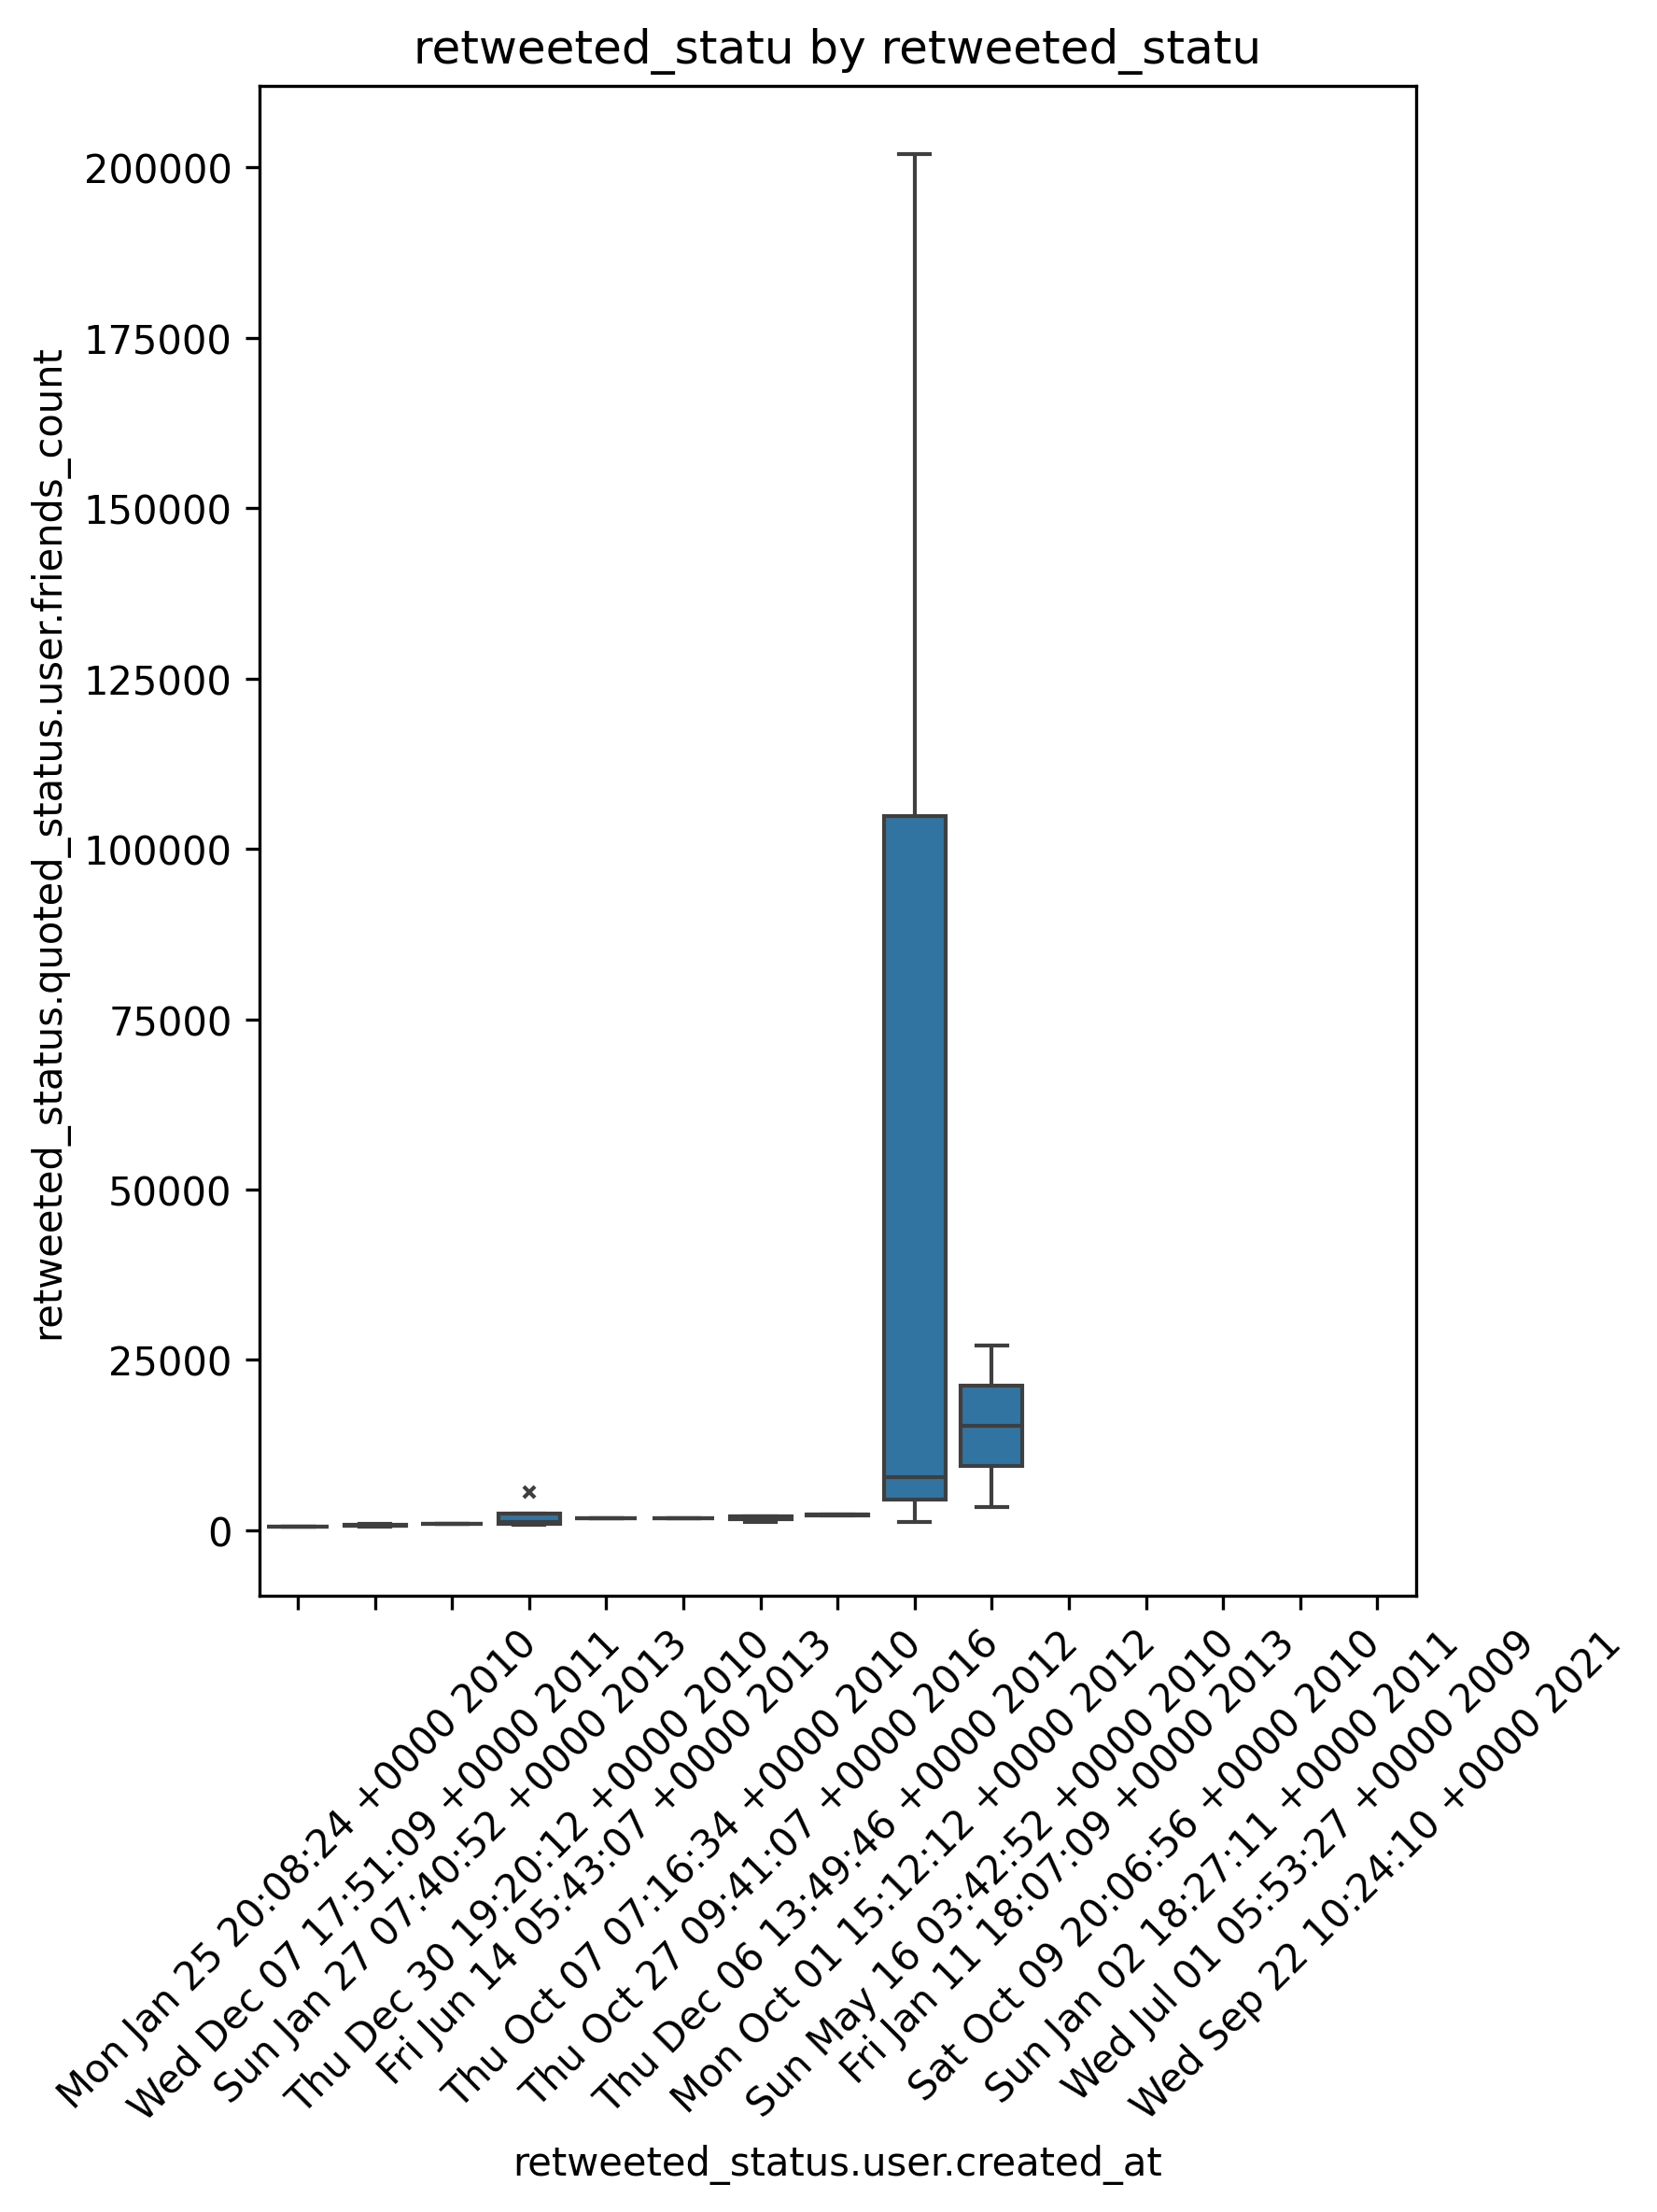 retweeted_statu by retweeted_statu
retweeted_status.quoted_status.user.friends_count
200000
175000
150000
125000
100000
75000
50000
25000
0
Mon Jan 25 20:08:24 +0000 2010
Wed Dec 07 17:51:09 +0000 2011
Sun Jan 27 07:40:52 +0000 2013
Thu Dec 30 19:20:12 +0000 2010
Fri Jun 14 05:43:07 +0000 2013
Thu Oct 07 07:16:34 +0000 2010
Thu Oct 27 09:41:07 +0000 2016
Thu Dec 06 13:49:46 +0000 2012
Mon Oct 01 15:12:12 +0000 2012
Sun May 16 03:42:52 +0000 2010
Fri Jan 11 18:07:09 +0000 2013
Sat Oct 09 20:06:56 +0000 2010
Sun Jan 02 18:27:11 +0000 2011
Wed Jul 01 05:53:27 +0000 2009
Wed Sep 22 10:24:10 +0000 2021
retweeted_status.user.created_at